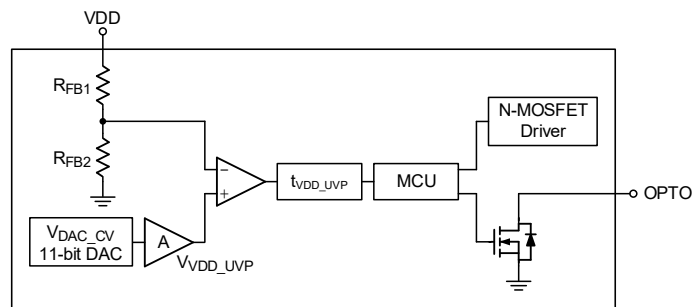 VDD
RFB1
RFB2
N-MOSFET
Driver
−
+
tVDD_UVP
MCU
OPTO
VDAC_CV
11-bit DAC
A
VVDD_UVP